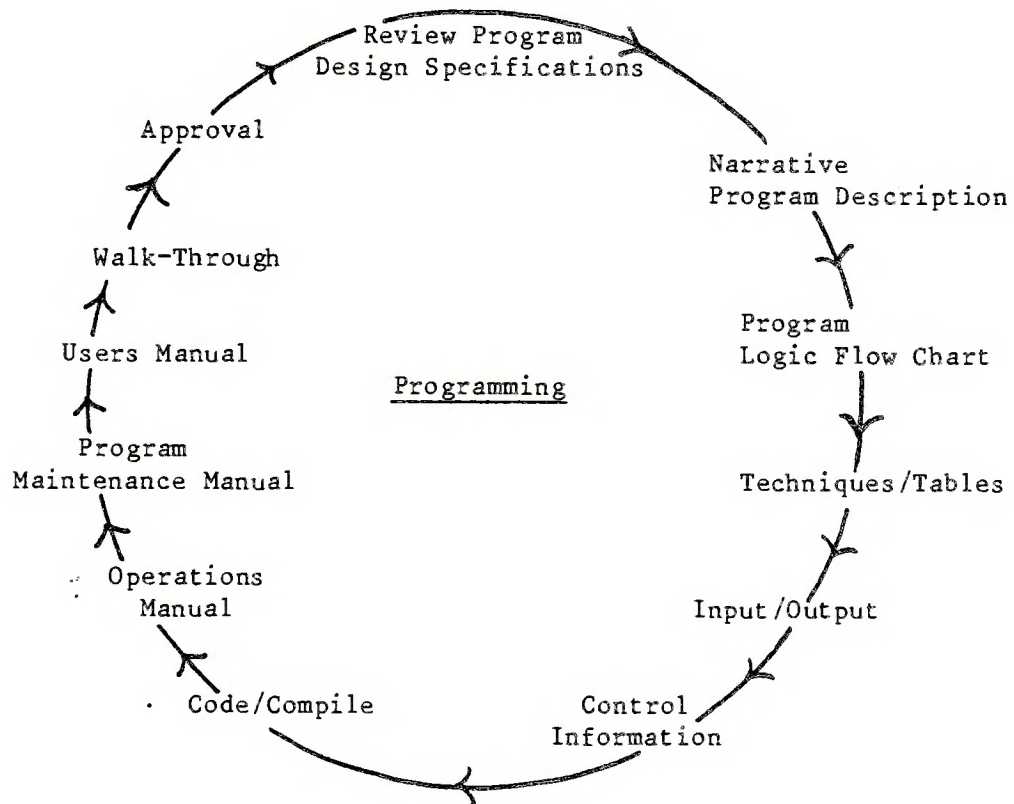 Review Program
Design Specifications
Narrative
Program Description
Program
Logic Flow Chart
Techniques/Tables
Input/Output
Control
Information
Code/Compile
Operations
Manual
Program
Maintenance Manual
Users Manual
Walk-Through
Approval
Programming